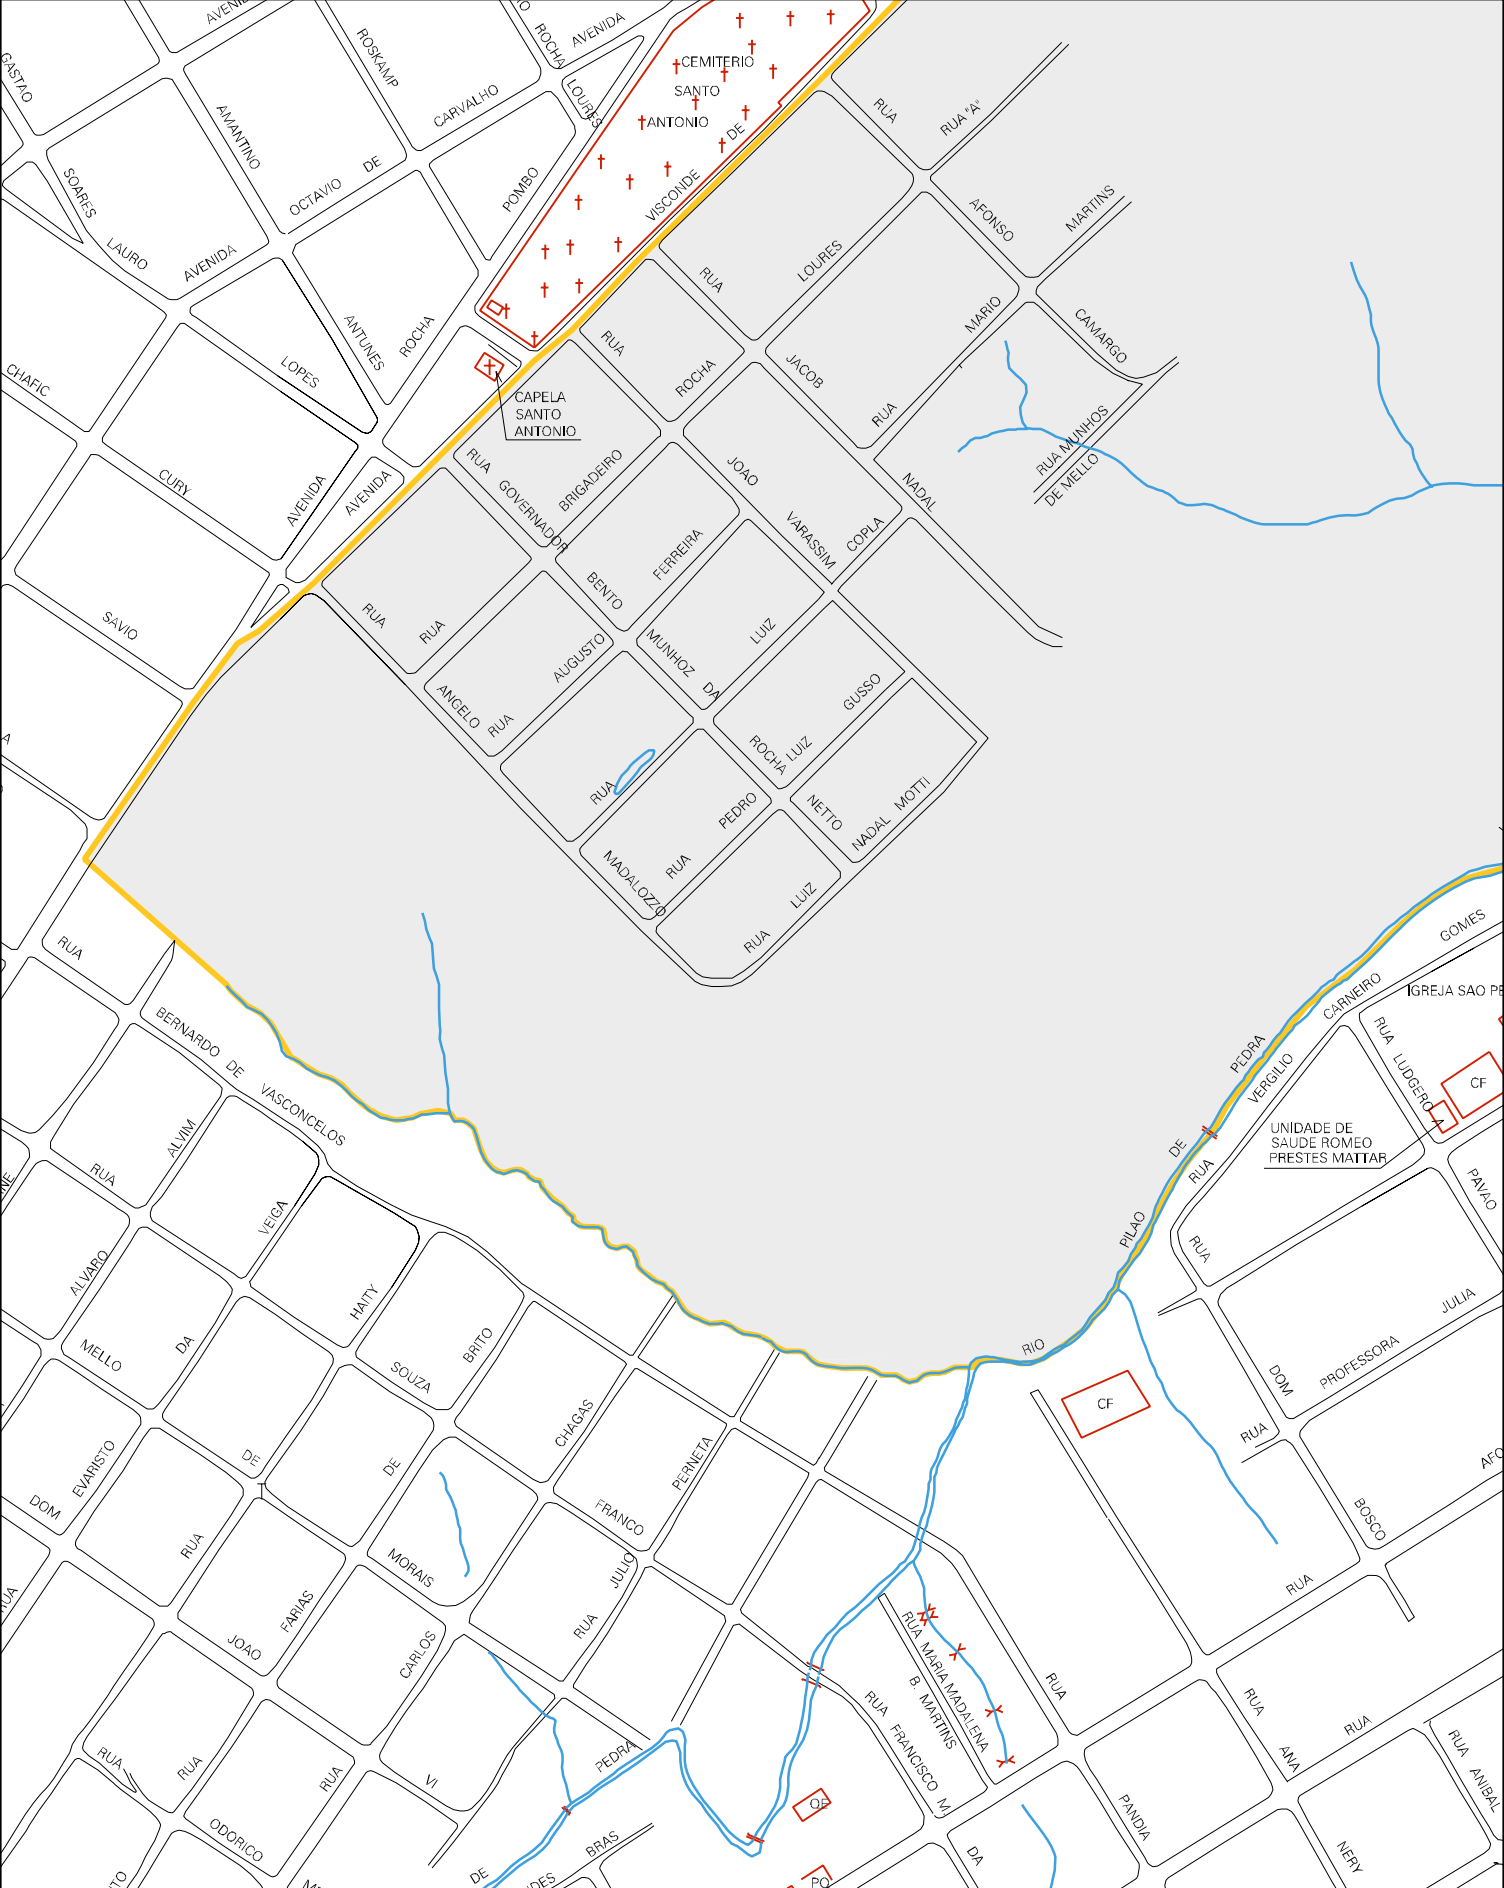 AVENIDA
GASTAO
ROSKAMP
ROCHA
LOURES
AVENIDA
CARVALHO
AMANTINO
OCTAVIO DE
SOARES
LAURO
AVENIDA
POMBO
CEMITERIO
SANTO
ANTONIO
VISCONDE DE
RUA
RUA "A"
AFONSO
MARTINS
CAMARGO
RUA
LOURES
MARIO
RUA
JACOB
RUA
ROCHA
NADAL
RUA MUNHOS
DE MELLO
ANTUNES
ROCHA
LOPES
CHAFIC
CURY
AVENIDA
AVENIDA
SAVIO
CAPELA
SANTO
ANTONIO
RUA
GOVERNADOR
BRIGADEIRO
JOAO
VARASSIM
COPLA
FERREIRA
BENTO
RUA
RUA
AUGUSTO
MUNHOZ
DA
LUIZ
GUSSO
ANGELO
RUA
ROCHA
LUIZ
RUA
PEDRO
NETTO
NADAL MOTTI
MADALOZZO
RUA
LUIZ
RUA
A
RUA
BERNARDO DE VASCONCELOS
GOMES
CARNEIRO
VERGILIO
RUA
IGREJA SAO PE
RUA LUDGERO
CF
UNIDADE DE
SAUDE ROMEO
PRESTES MATTAR
PEDRA
DE
PILAO
RIO
PAVAO
RUA
JULIA
PROFESSORA
DOM
RUA
AFO
BOSCO
RUA
CF
ALVIM
RUA
VEIGA
ALVARO
HAITY
MELLO
DA
BRITO
SOUZA
CHAGAS
PERNETA
EVARISTO
DE
DE
DOM
FRANCO
RUA
MORAIS
JULIO
RUA
RUA
FARIAS
JOAO
CARLOS
RUA MARIA MADALENA
B. MARTINS
RUA
RUA FRANCISCO M.
RUA
ANA
RUA
RUA ANIBAL
PEDRA
RUA
RUA
RUA
VI
QE
PANDIA
ODORICO
BRAS
DA
NERY
DE
DES
PQ
TO